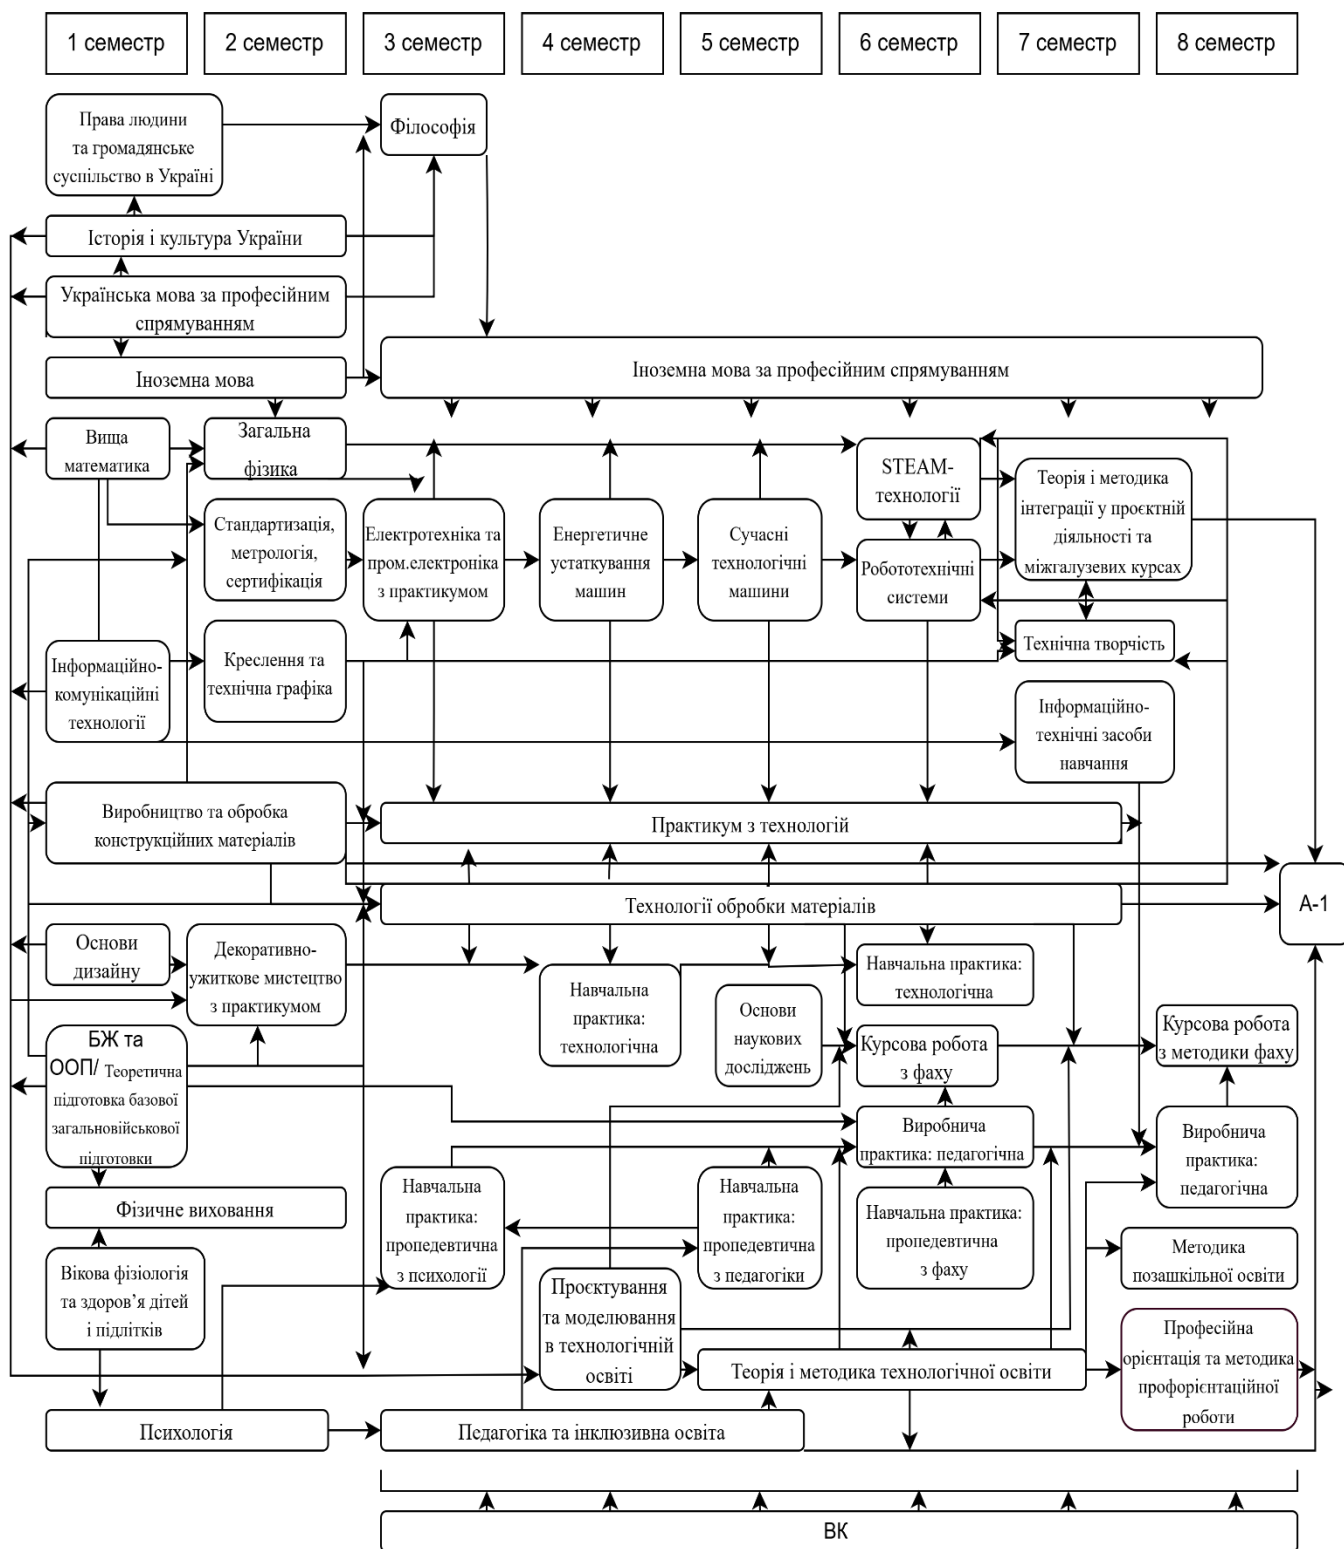 1 семестр
2 семестр
3 семестр
4 семестр
5 семестр
6 семестр
7 семестр
8 семестр
Права людини
та громадянське
суспільство в Україні
Філософія
Історія і культура України
Українська мова за професійним
спрямуванням
Іноземна мова
Іноземна мова за професійним спрямуванням
Вища
математика
Загальна
фізика
STEAM-
технології
Теорія і методика
інтеграції у проєктній
діяльності та
міжгалузевих курсах
Стандартизація,
метрологія,
сертифікація
Електротехніка та
пром.електроніка
з практикумом
Енергетичне
устаткування
машин
Сучасні
технологічні
машини
Робототехнічні
системи
Технічна творчість
Інформаційно-
комунікаційні
технології
Креслення та
технічна графіка
Інформаційно-
технічні засоби
навчання
Виробництво та обробка
конструкційних матеріалів
Практикум з технологій
Технології обробки матеріалів
А-1
Основи
дизайну
Декоративно-
ужиткове мистецтво
з практикумом
Навчальна
практика:
технологічна
Основи
наукових
досліджень
Навчальна практика:
технологічна
Курсова робота
з фаху
Курсова робота
з методики фаху
БЖ та
ООП/ Теоретична
підготовка базової
загальновійськової
підготовки
Виробнича
практика: педагогічна
Виробнича
практика:
педагогічна
Фізичне виховання
Навчальна
практика:
пропедевтична
з психології
Навчальна
практика:
пропедевтична
з педагогіки
Навчальна практика:
пропедевтична
з фаху
Методика
позашкільної освіти
Вікова фізіологія
та здоров’я дітей
і підлітків
Проєктування
та моделювання
в технологічній
освіті
Теорія і методика технологічної освіти
Професійна
орієнтація та методика
профорієнтаційної
роботи
Психологія
Педагогіка та інклюзивна освіта
ВК